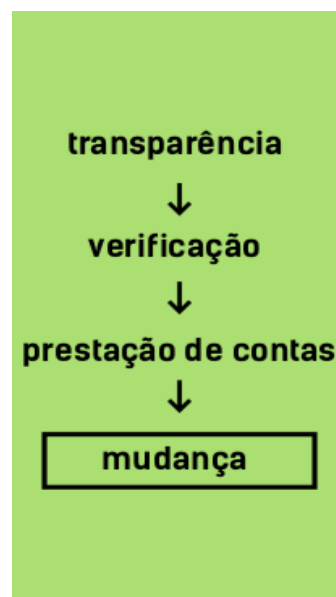 transparência
↓
verificação
↓
prestação de contas
↓
mudança